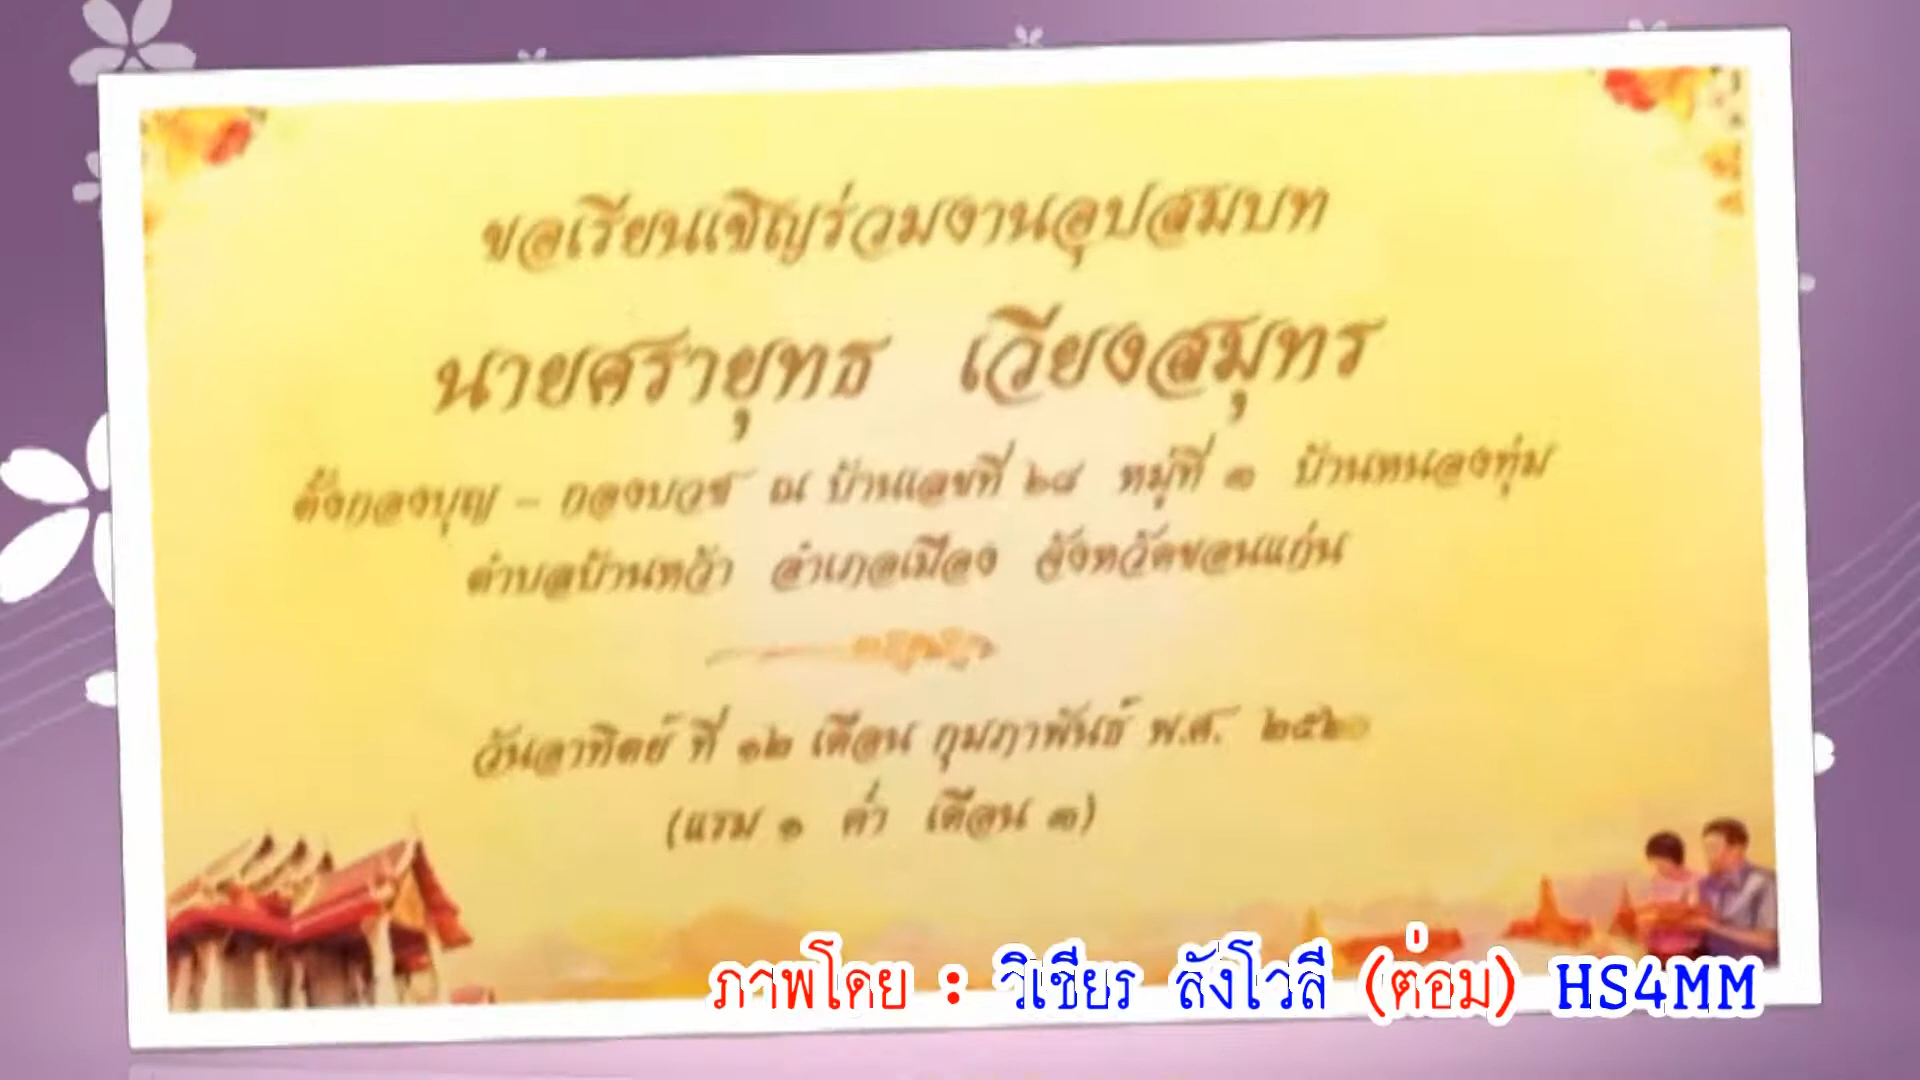 ขอเรียนเชิญร่วมงานอุปสมบท
นายศรายุทธ เวียงสมุทร
ตั้งกองบุญ - กองบวช ณ บ้านเลขที่ ๒๘ หมู่ที่ ๑ บ้านหนองทุ่ม
ตำบลบ้านหว้า อำเภอเมือง จังหวัดขอนแก่น
วันอาทิตย์ ที่ ๑๒ เดือน กุมภาพันธ์ พ.ศ.
(แรม ๑ ค่ำ เดือน ๓)
ภาพโดย : วิเชียร ลังโวลี (ต่อม) HS4MM